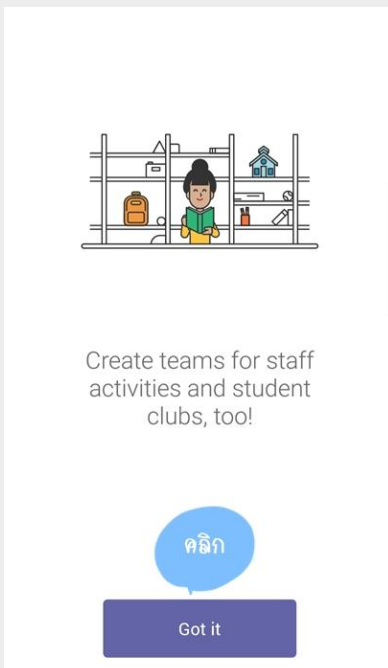 Create teams for staff
activities and student
clubs, too!
คลิก
Got it